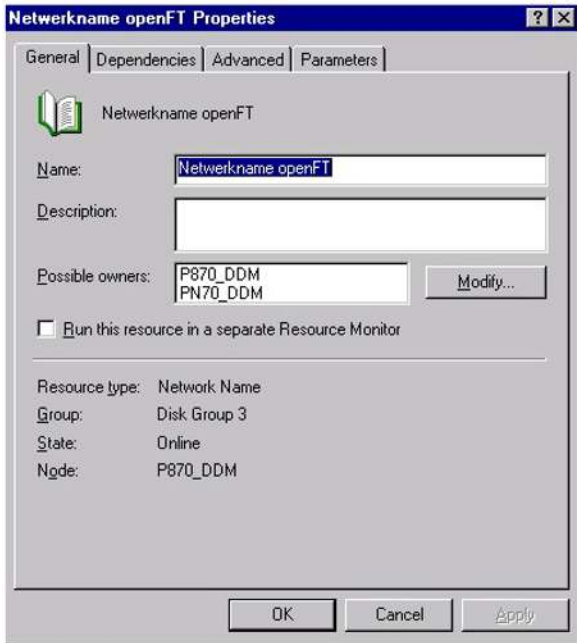 Netwerkname openFT Properties
General Dependencies Advanced Parameters
Netwerkname openFT
Name: Netwerkname openFT
Description:
Possible owners: P870_DDM
PN70_DDM
Modify...
Run this resource in a separate Resource Monitor
Resource type: Network Name
Group: Disk Group 3
State: Online
Node: P870_DDM
OK Cancel Apply